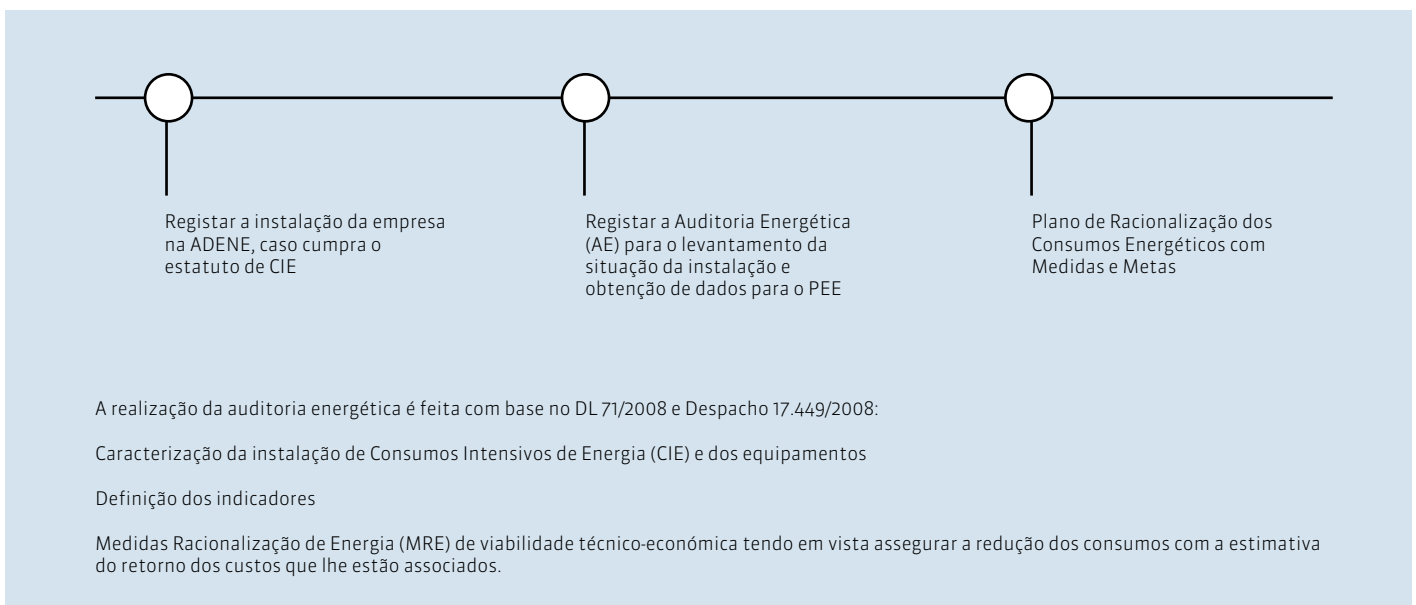 Registar a instalação da empresa
na ADENE, caso cumpra o
estatuto de CIE
Registar a Auditoria Energética
(AE) para o levantamento da
situação da instalação e
obtenção de dados para o PEE
Plano de Racionalização dos
Consumos Energéticos com
Medidas e Metas
A realização da auditoria energética é feita com base no DL 71/2008 e Despacho 17.449/2008:
Caracterização da instalação de Consumos Intensivos de Energia (CIE) e dos equipamentos
Definição dos indicadores
Medidas Racionalização de Energia (MRE) de viabilidade técnico-económica tendo em vista assegurar a redução dos consumos com a estimativa
do retorno dos custos que lhe estão associados.